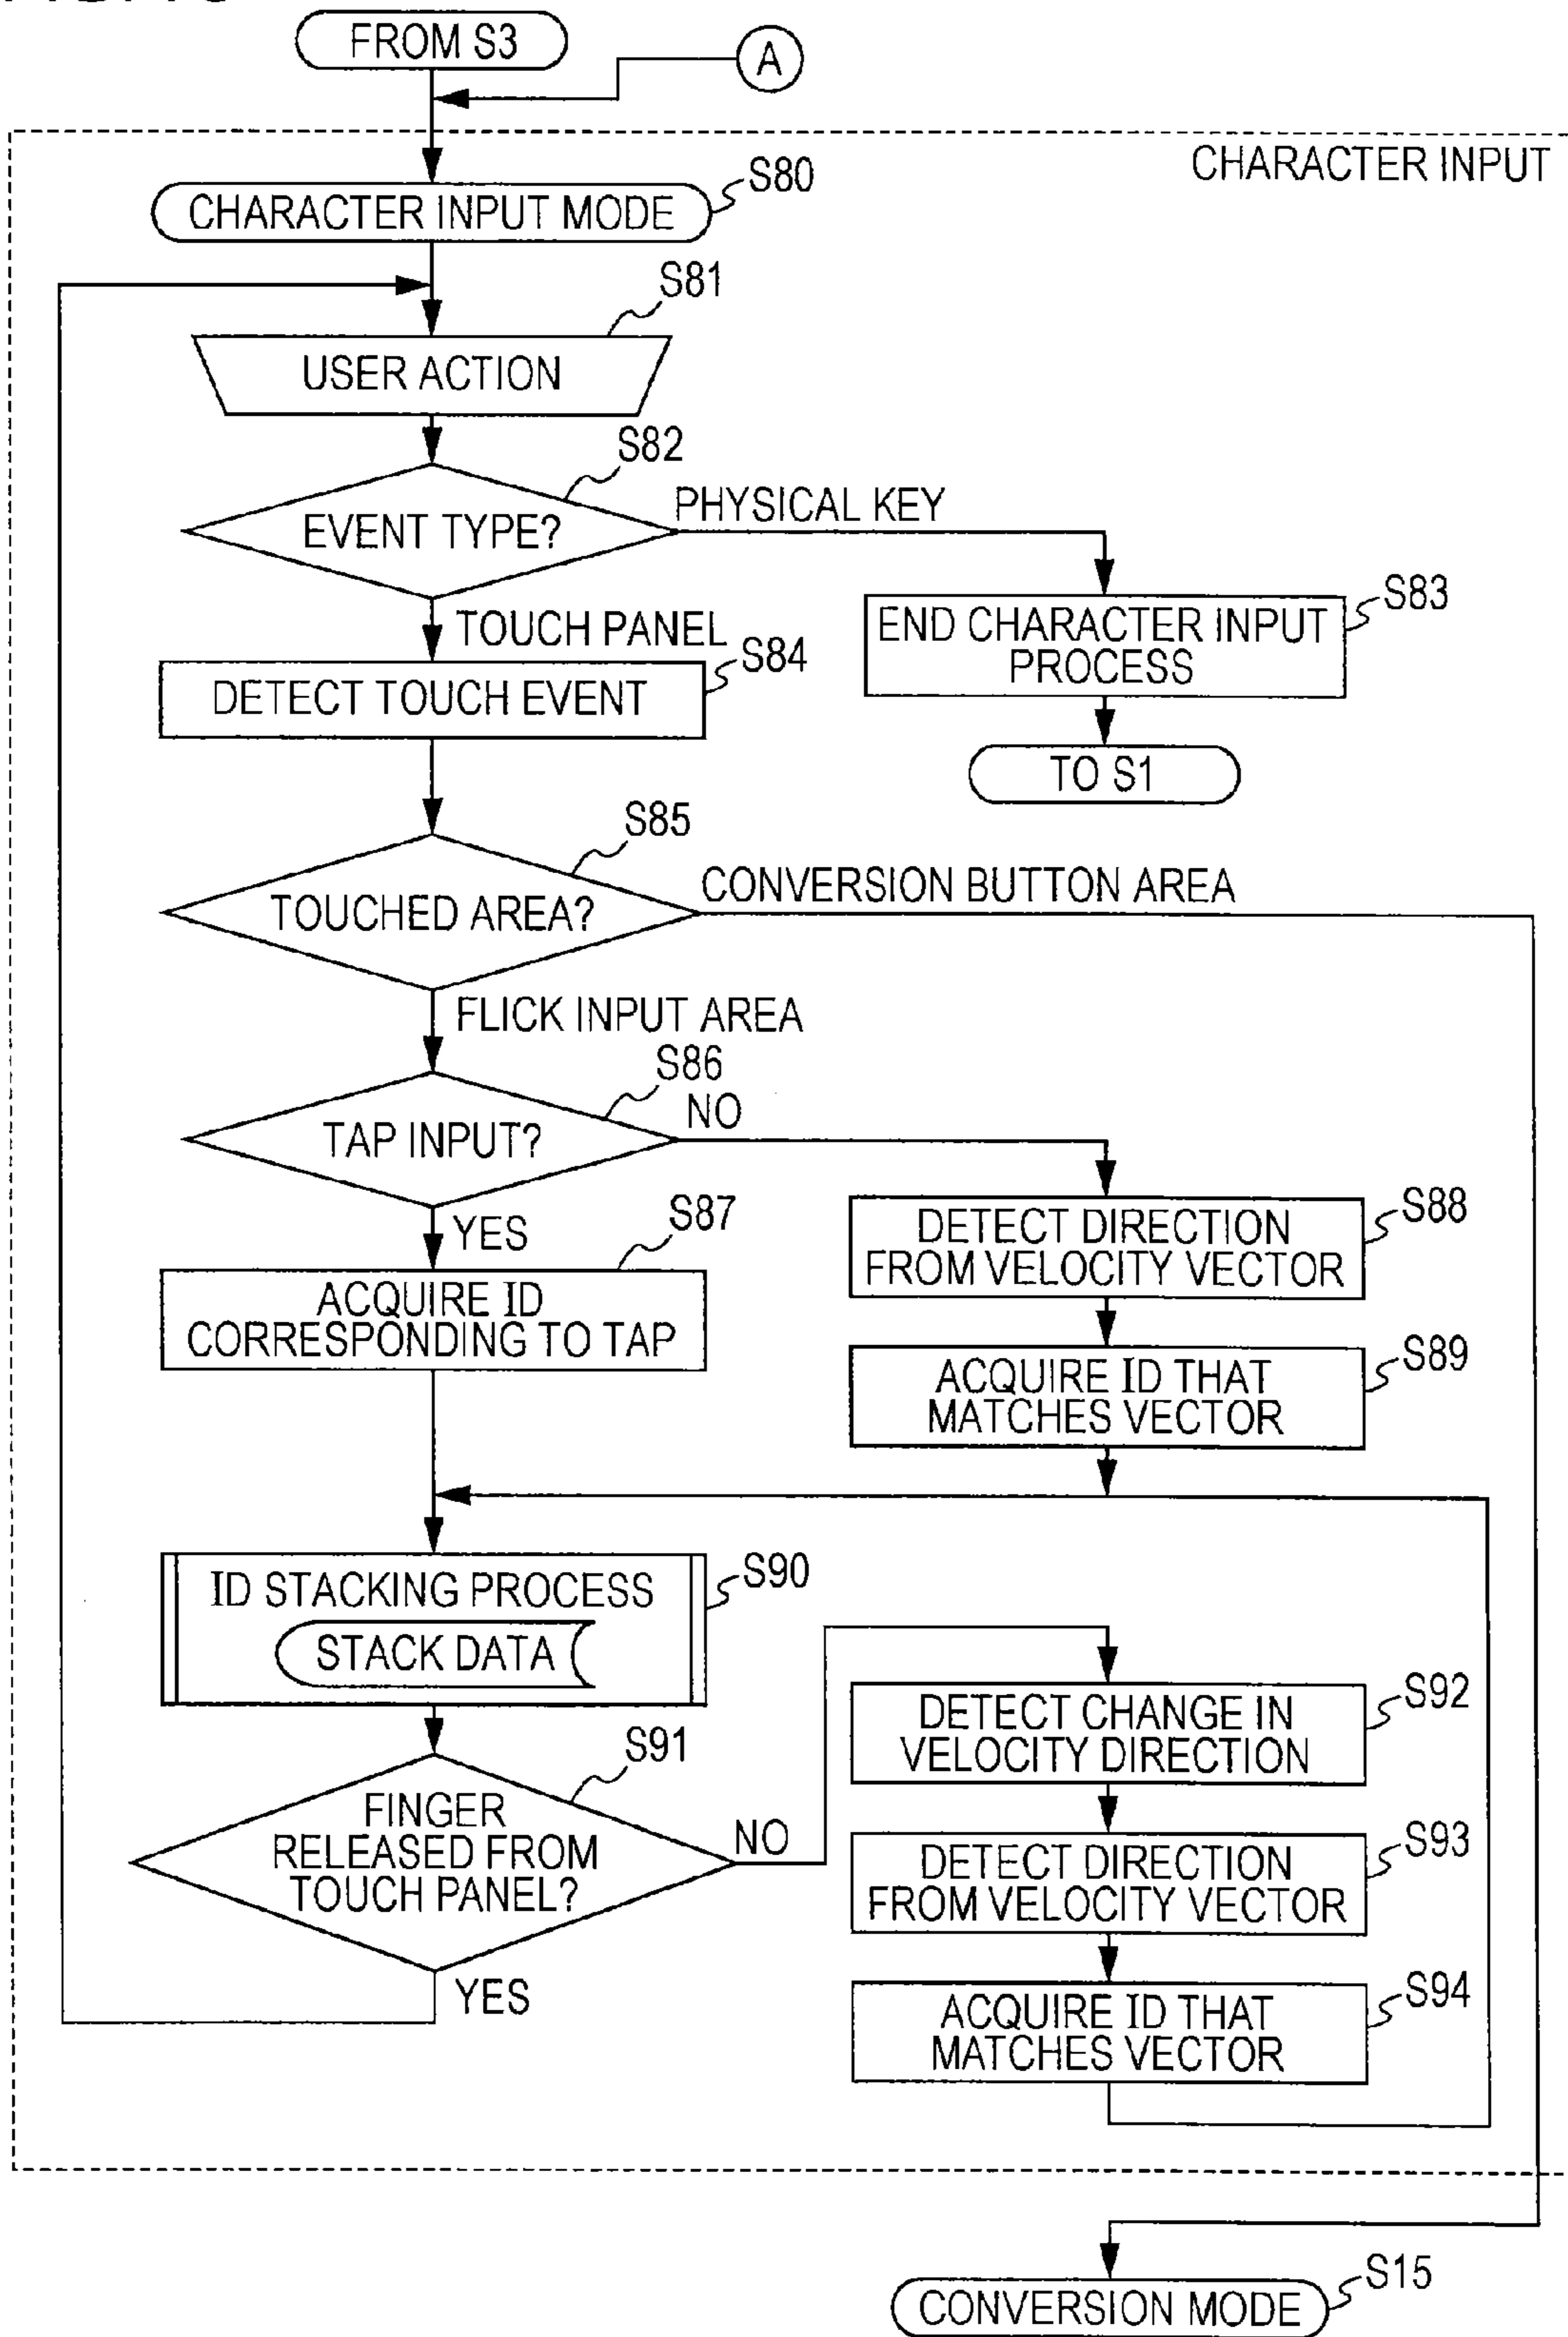 FROM S3
A
CHARACTER INPUT
CHARACTER INPUT MODE
S80
S81
USER ACTION
S82
EVENT TYPE?
PHYSICAL KEY
S83
END CHARACTER INPUT
PROCESS
TOUCH PANEL
S84
DETECT TOUCH EVENT
TO S1
S85
TOUCHED AREA?
CONVERSION BUTTON AREA
FLICK INPUT AREA
S86
TAP INPUT?
NO
YES
S87
ACQUIRE ID
CORRESPONDING TO TAP
S88
DETECT DIRECTION
FROM VELOCITY VECTOR
S89
ACQUIRE ID THAT
MATCHES VECTOR
S90
ID STACKING PROCESS
STACK DATA
S91
FINGER
RELEASED FROM
TOUCH PANEL?
NO
YES
S92
DETECT CHANGE IN
VELOCITY DIRECTION
S93
DETECT DIRECTION
FROM VELOCITY VECTOR
S94
ACQUIRE ID THAT
MATCHES VECTOR
S15
CONVERSION MODE